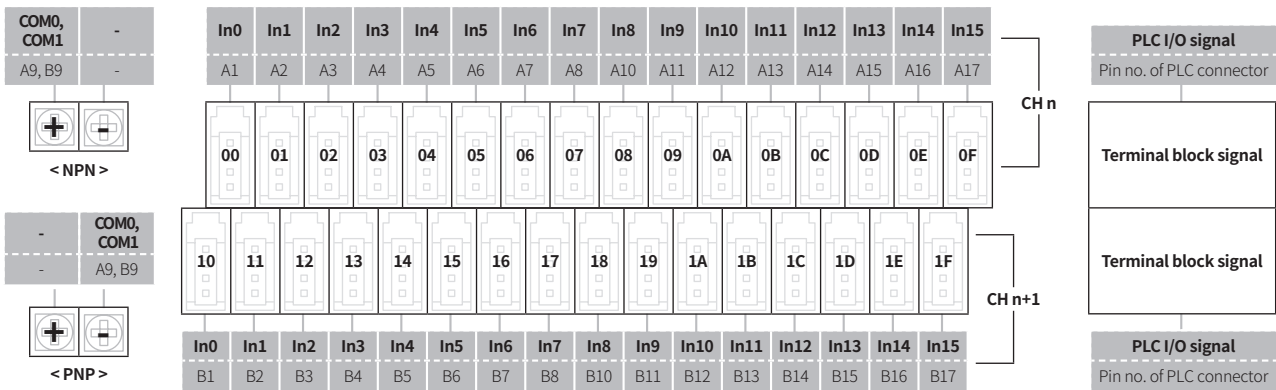 COM0, COM1 -
A9, B9 -
+ -
< NPN >
- COM0, COM1
- A9, B9
+ -
< PNP >
In0 In1 In2 In3 In4 In5 In6 In7 In8 In9 In10 In11 In12 In13 In14 In15
A1 A2 A3 A4 A5 A6 A7 A8 A10 A11 A12 A13 A14 A15 A16 A17
CH n
00 01 02 03 04 05 06 07 08 09 0A 0B 0C 0D 0E 0F
10 11 12 13 14 15 16 17 18 19 1A 1B 1C 1D 1E 1F
CH n+1
In0 In1 In2 In3 In4 In5 In6 In7 In8 In9 In10 In11 In12 In13 In14 In15
B1 B2 B3 B4 B5 B6 B7 B8 B10 B11 B12 B13 B14 B15 B16 B17
PLC I/O signal
Pin no. of PLC connector
Terminal block signal
Terminal block signal
PLC I/O signal
Pin no. of PLC connector